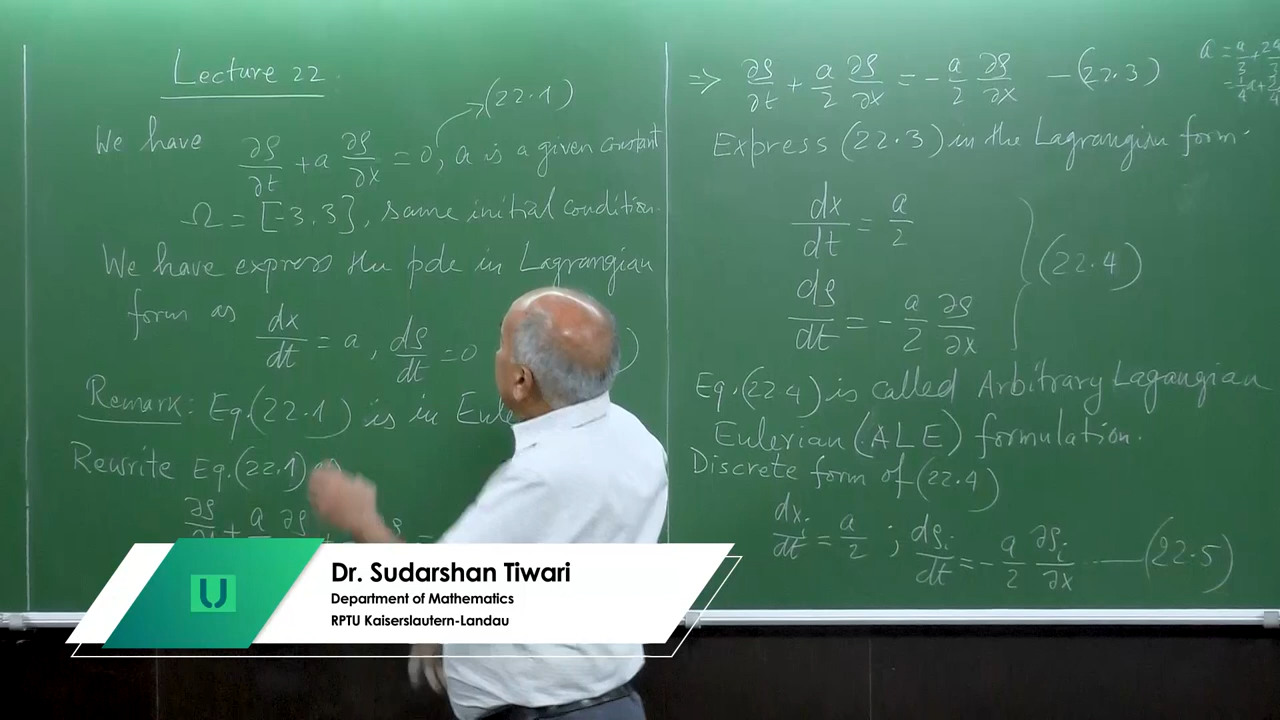 Lecture 22
(22.1)
We have ∂ρ/∂t + a ∂ρ/∂x = 0, a is a given constant
Ω = [-3,3], same initial condition.
We have express the pde in Lagrangian
form as dx/dt = a, dρ/dt = 0 )
Remark: Eq.(22.1) is in Eule
Rewrite Eq.(22.1)
∂ρ + a ∂ρ
=> ∂ρ/∂t + a/2 ∂ρ/∂x = - a/2 ∂ρ/∂x —(22.3)
a = a/3 +
Express (22.3) in the Lagrangian form.
dx/dt = a/2
dρ/dt = - a/2 ∂ρ/∂x } (22.4)
Eq.(22.4) is called Arbitrary Lagangian
Eulerian (ALE) formulation.
Discrete form of (22.4)
dxi/dt = a/2 ; dρi/dt = - a/2 ∂ρi/∂x ——(22.5)
U
Dr. Sudarshan Tiwari
Department of Mathematics
RPTU Kaiserslautern-Landau